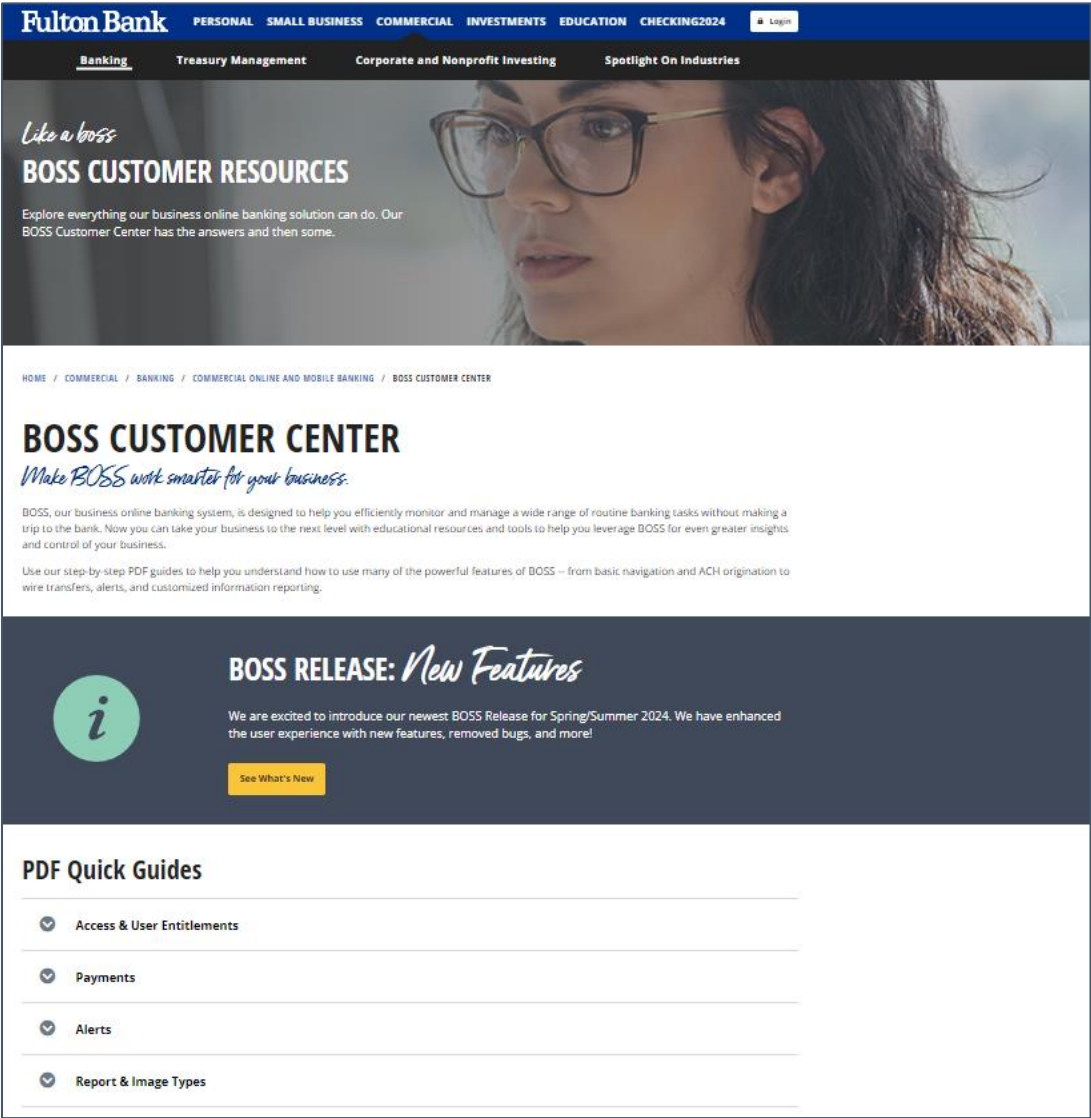 Fulton Bank PERSONAL SMALL BUSINESS COMMERCIAL INVESTMENTS EDUCATION CHECKING2024 Login
Banking Treasury Management Corporate and Nonprofit Investing Spotlight On Industries
Like a boss
BOSS CUSTOMER RESOURCES
Explore everything our business online banking solution can do. Our
BOSS Customer Center has the answers and then some.
HOME / COMMERCIAL / BANKING / COMMERCIAL ONLINE AND MOBILE BANKING / BOSS CUSTOMER CENTER
BOSS CUSTOMER CENTER
Make BOSS work smarter for your business.
BOSS, our business online banking system, is designed to help you efficiently monitor and manage a wide range of routine banking tasks without making a
trip to the bank. Now you can take your business to the next level with educational resources and tools to help you leverage BOSS for even greater insights
and control of your business.
Use our step-by-step PDF guides to help you understand how to use many of the powerful features of BOSS – from basic navigation and ACH origination to
wire transfers, alerts, and customized information reporting.
BOSS RELEASE: New Features
i
We are excited to introduce our newest BOSS Release for Spring/Summer 2024. We have enhanced
the user experience with new features, removed bugs, and more!
See What's New
PDF Quick Guides
Access & User Entitlements
Payments
Alerts
Report & Image Types